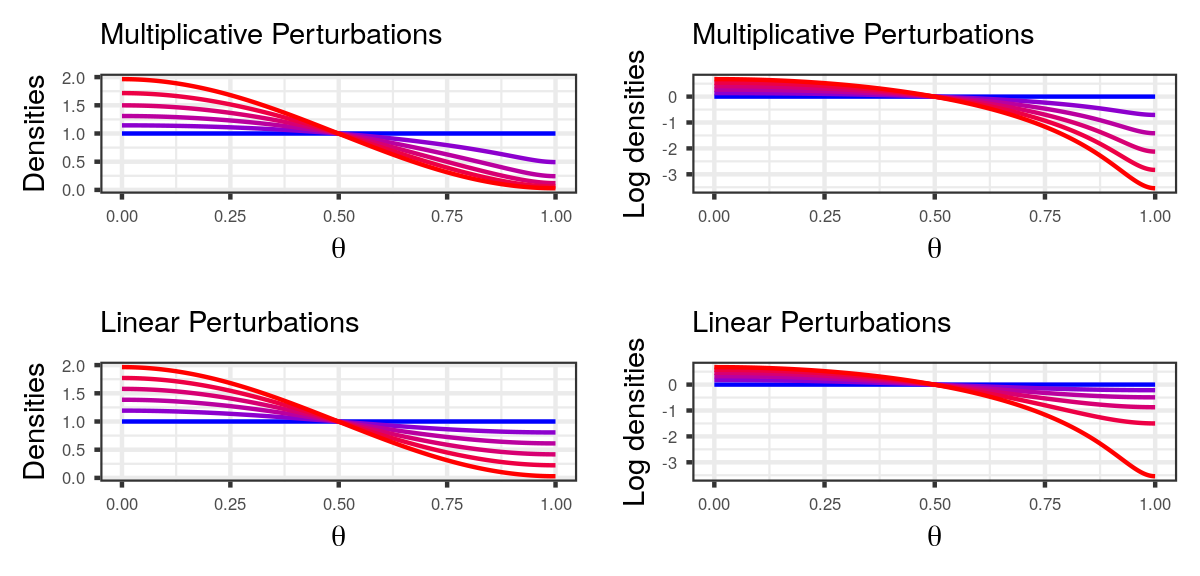 Multiplicative Perturbations
Densities
2.0
1.5
1.0
0.5
0.0
0.00 0.25 0.50 0.75 1.00
θ
Multiplicative Perturbations
Log densities
0
-1
-2
-3
0.00 0.25 0.50 0.75 1.00
θ
Linear Perturbations
Densities
2.0
1.5
1.0
0.5
0.0
0.00 0.25 0.50 0.75 1.00
θ
Linear Perturbations
Log densities
0
-1
-2
-3
0.00 0.25 0.50 0.75 1.00
θ